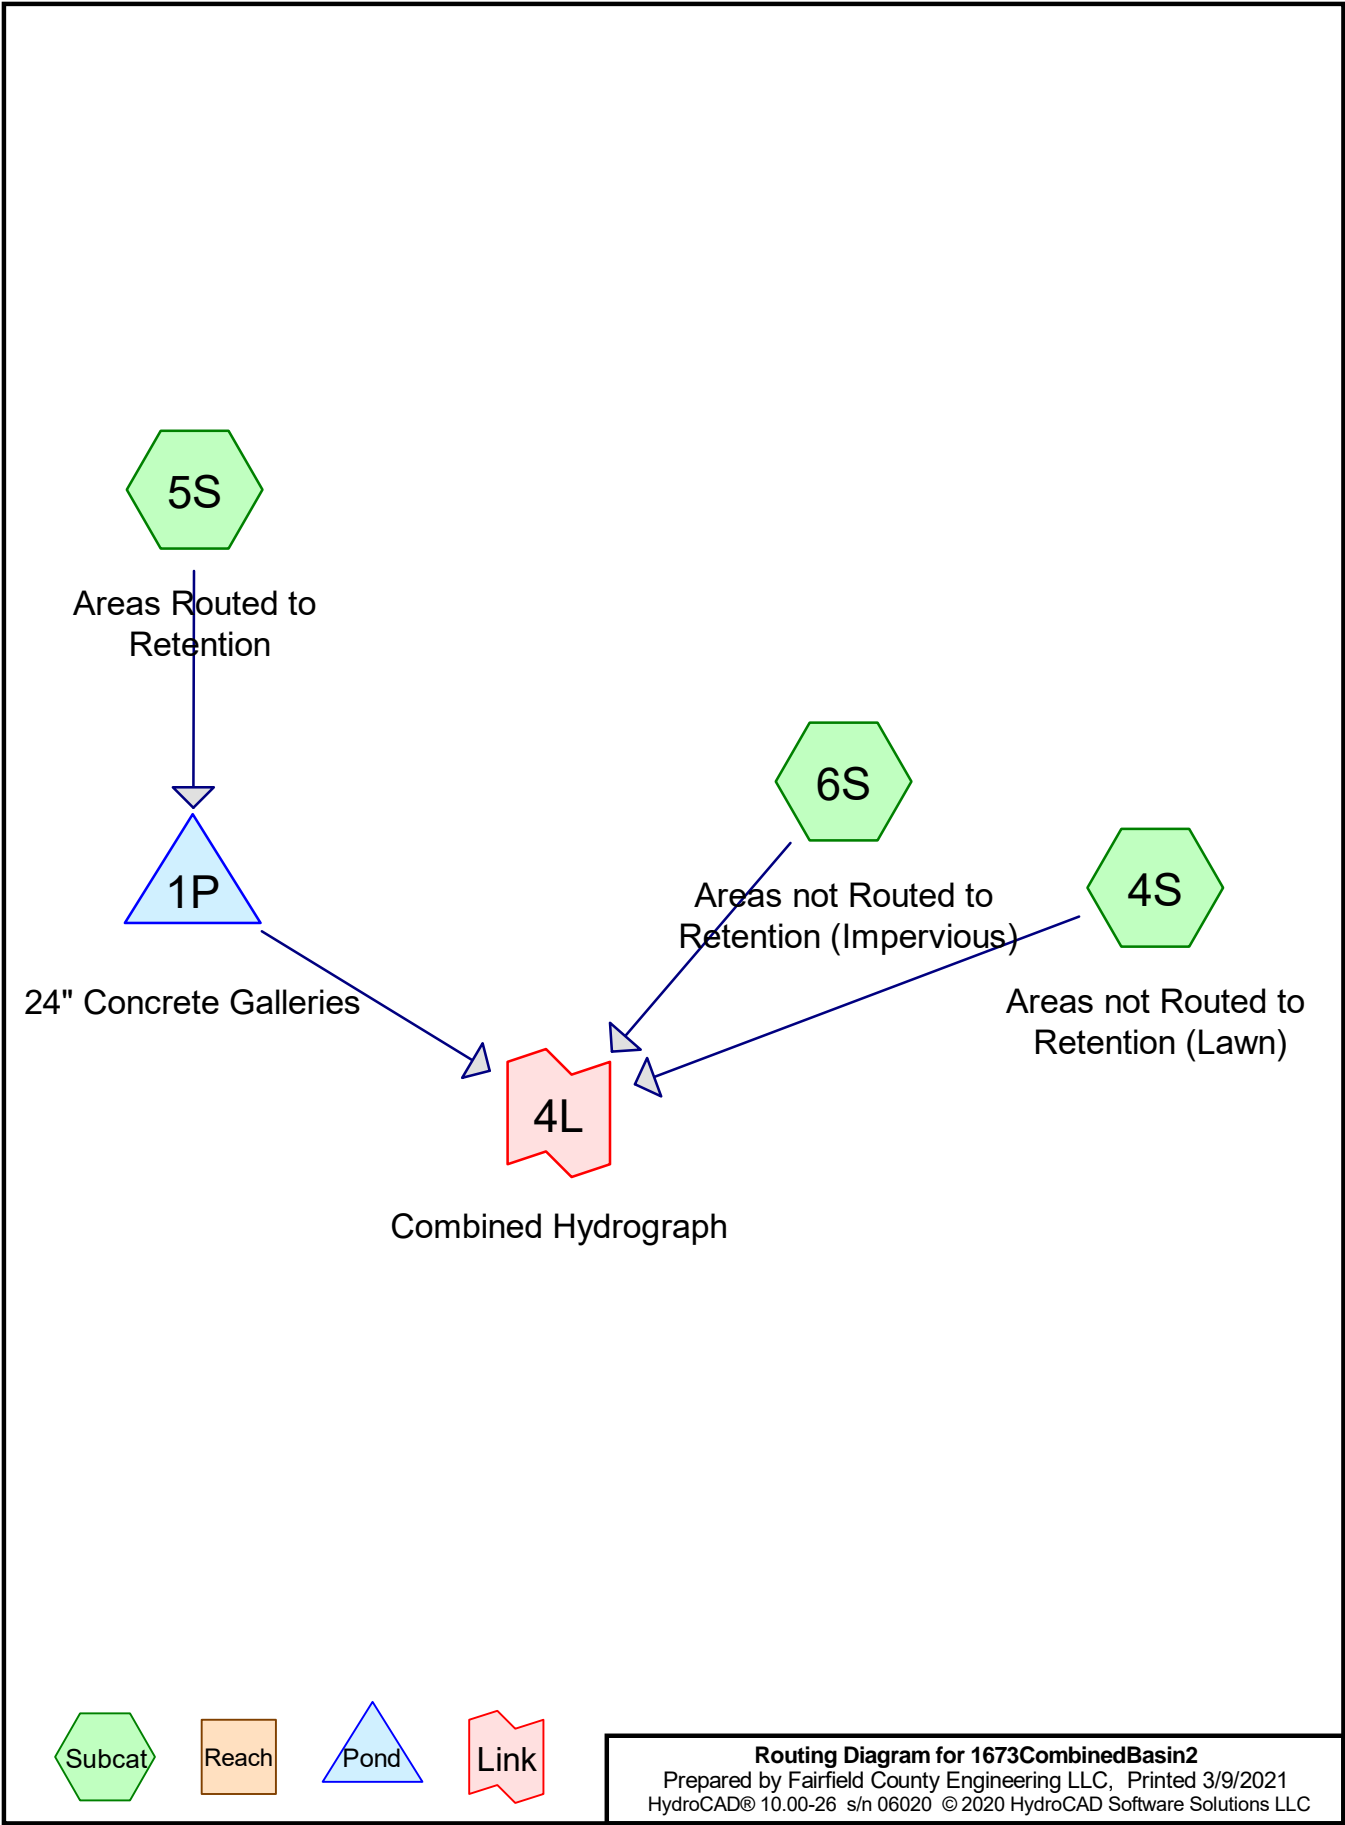 5S
Areas Routed to
Retention
6S
1P
Areas not Routed to
Retention (Impervious)
4S
24" Concrete Galleries
Areas not Routed to
Retention (Lawn)
4L
Combined Hydrograph
Subcat
Reach
Pond
Link
Routing Diagram for 1673CombinedBasin2
Prepared by Fairfield County Engineering LLC, Printed 3/9/2021
HydroCAD® 10.00-26 s/n 06020 © 2020 HydroCAD Software Solutions LLC